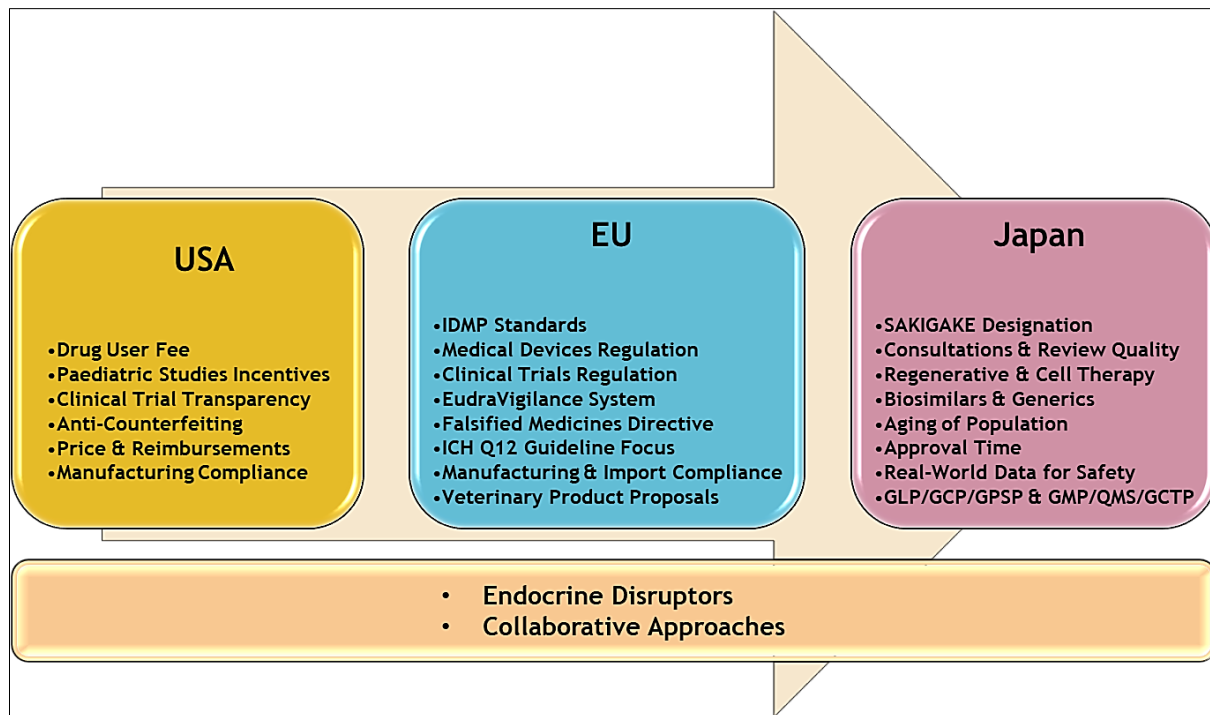 USA
•Drug User Fee
•Paediatric Studies Incentives
•Clinical Trial Transparency
•Anti-Counterfeiting
•Price & Reimbursements
•Manufacturing Compliance
EU
•IDMP Standards
•Medical Devices Regulation
•Clinical Trials Regulation
•EudraVigilance System
•Falsified Medicines Directive
•ICH Q12 Guideline Focus
•Manufacturing & Import Compliance
•Veterinary Product Proposals
Japan
•SAKIGAKE Designation
•Consultations & Review Quality
•Regenerative & Cell Therapy
•Biosimilars & Generics
•Aging of Population
•Approval Time
•Real-World Data for Safety
•GLP/GCP/GPSP & GMP/QMS/GCTP
• Endocrine Disruptors
• Collaborative Approaches